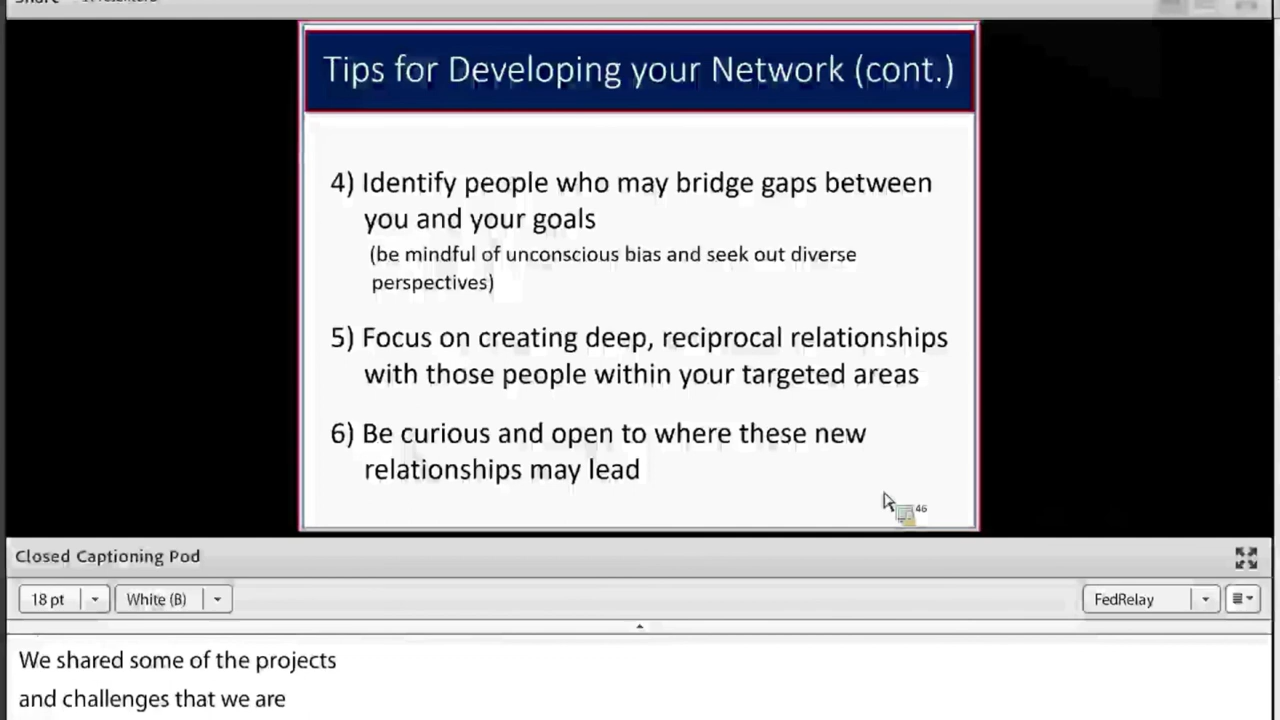 Tips for Developing your Network (cont.)
4) Identify people who may bridge gaps between
you and your goals
(be mindful of unconscious bias and seek out diverse
perspectives)
5) Focus on creating deep, reciprocal relationships
with those people within your targeted areas
6) Be curious and open to where these new
relationships may lead
46
Closed Captioning Pod
18 pt
White (B)
FedRelay
We shared some of the projects
and challenges that we are